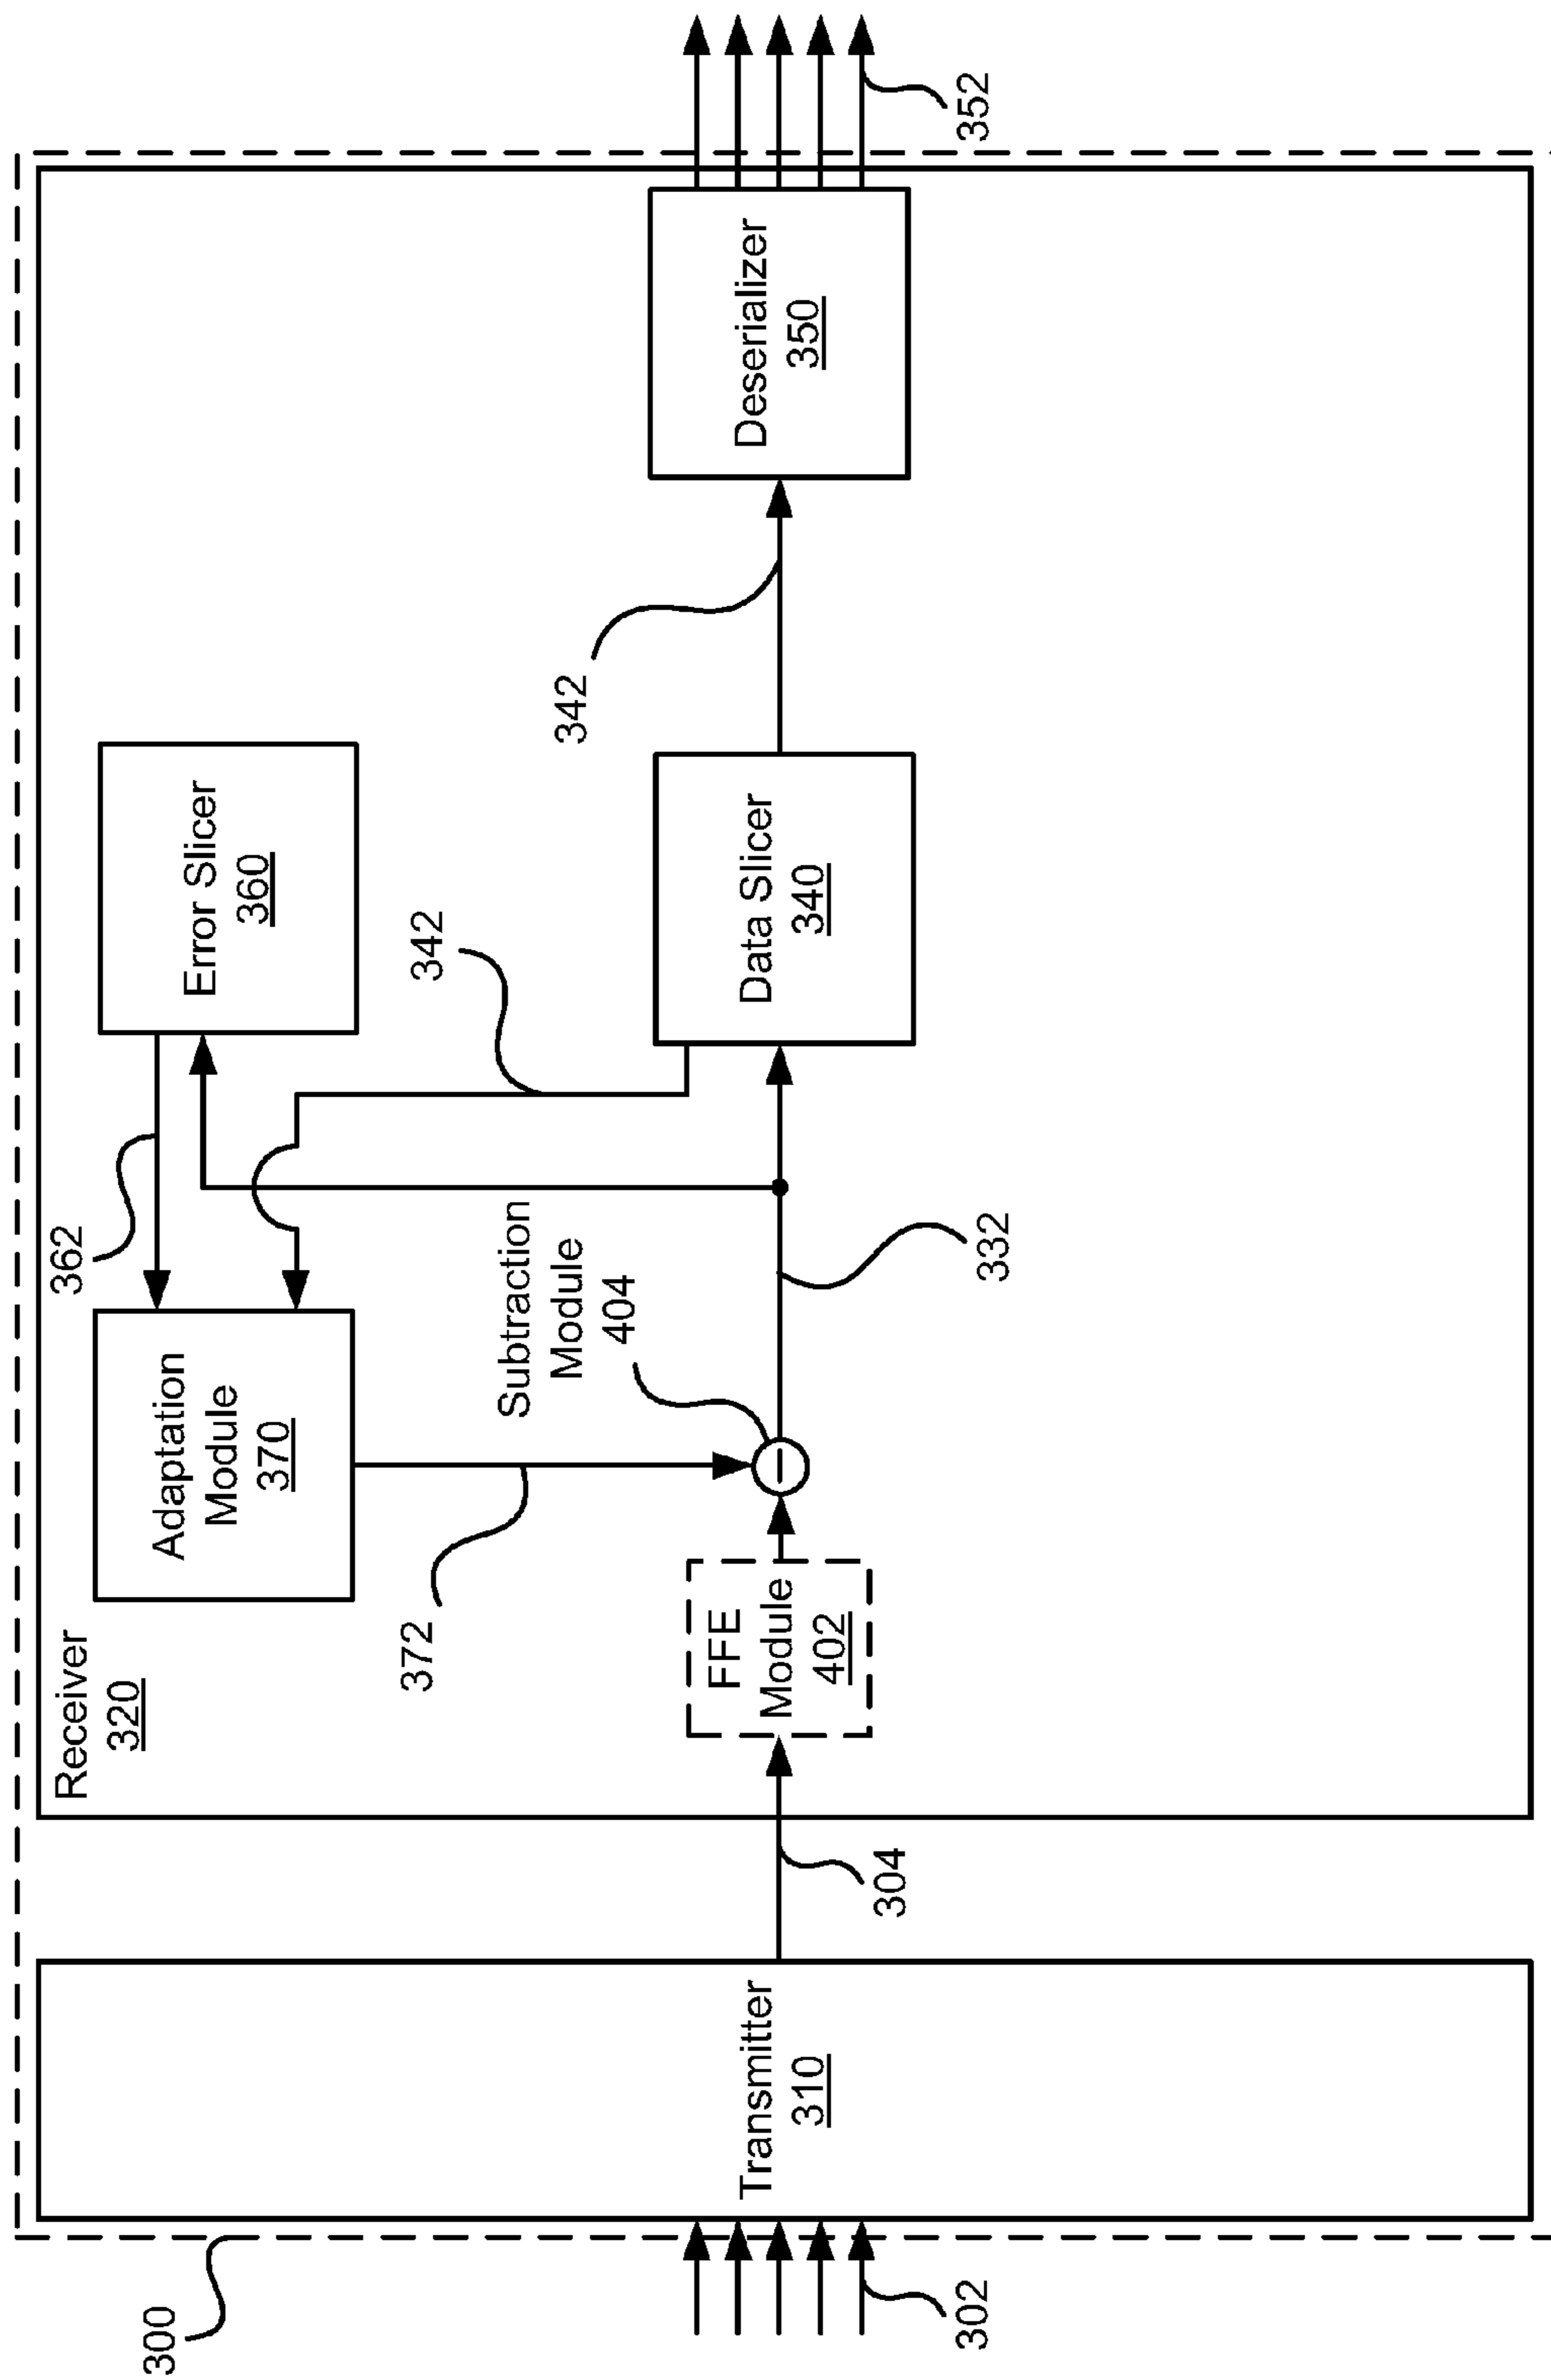 300
302
Transmitter
310
304
Receiver
320
FFE
Module
402
372
Adaptation
Module
370
Subtraction
Module
404
362
332
342
Error Slicer
360
Data Slicer
340
342
Deserializer
350
352